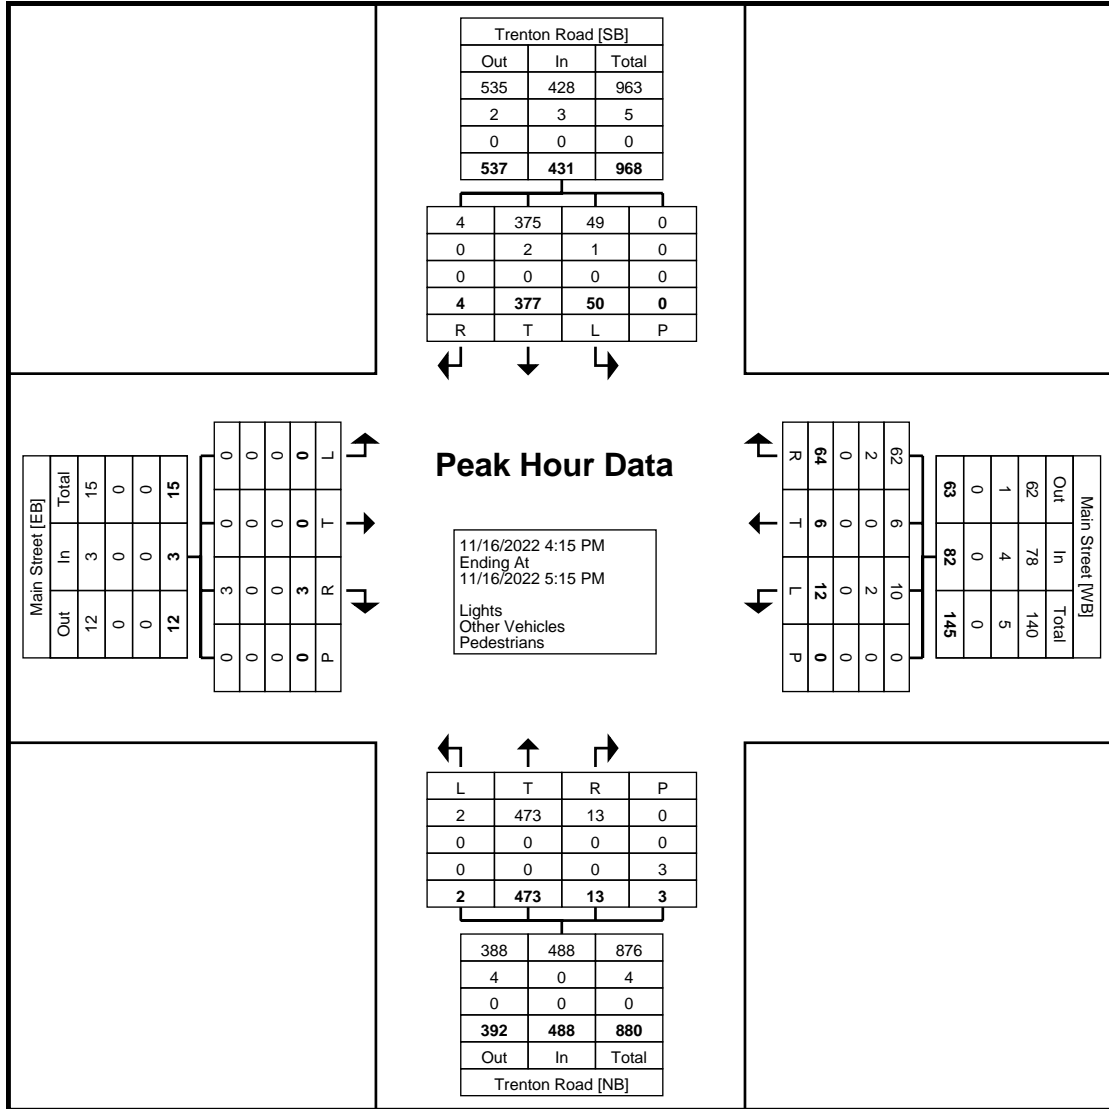 Trenton Road [SB]
Out In Total
535 428 963
2 3 5
0 0 0
537 431 968
4 375 49 0
0 2 1 0
0 0 0 0
4 377 50 0
R T L P
Main Street [EB]
Total 15 0 0 15
In 3 0 0 3
Out 12 0 0 12
0 0 0 0 L
0 0 0 0 T
3 0 0 3 R
0 0 0 0 P
Peak Hour Data
11/16/2022 4:15 PM
Ending At
11/16/2022 5:15 PM
Lights
Other Vehicles
Pedestrians
R 64 0 2 62
T 6 0 0 6
L 12 0 2 10
P 0 0 0 0
Main Street [WB]
Out In Total
62 78 140
1 4 5
0 0 0
63 82 145
L T R P
2 473 13 0
0 0 0 0
0 0 0 3
2 473 13 3
388 488 876
4 0 4
0 0 0
392 488 880
Out In Total
Trenton Road [NB]